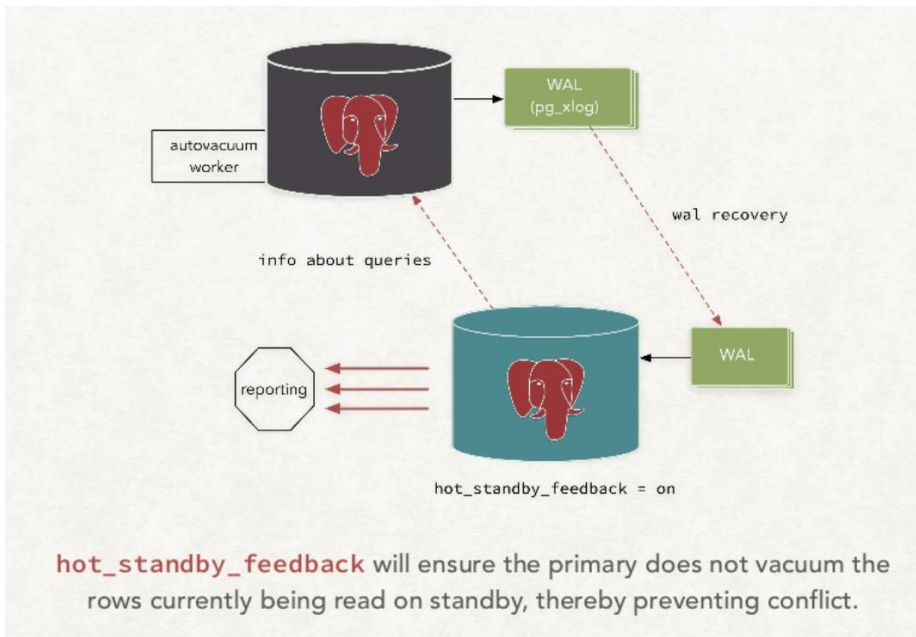 WAL
(pg_xlog)
autovacuum
worker
wal recovery
info about queries
WAL
reporting
hot_standby_feedback = on
hot_standby_feedback will ensure the primary does not vacuum the
rows currently being read on standby, thereby preventing conflict.